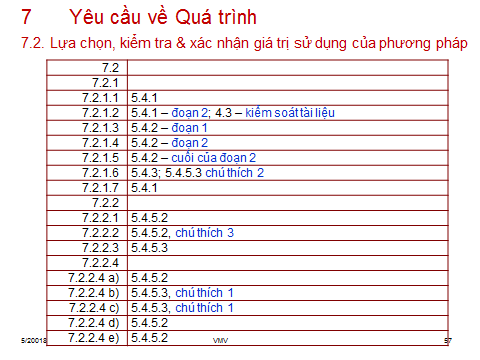 7 Yêu cầu về Quá trình
7.2. Lựa chọn, kiểm tra & xác nhận giá trị sử dụng của phương pháp
7.2
7.2.1
7.2.1.1 5.4.1
7.2.1.2 5.4.1 – đoạn 2; 4.3 – kiểm soát tài liệu
7.2.1.3 5.4.2 – đoạn 1
7.2.1.4 5.4.2 – đoạn 2
7.2.1.5 5.4.2 – cuối của đoạn 2
7.2.1.6 5.4.3; 5.4.5.3 chú thích 2
7.2.1.7 5.4.1
7.2.2
7.2.2.1 5.4.5.2
7.2.2.2 5.4.5.2, chú thích 3
7.2.2.3 5.4.5.3
7.2.2.4
7.2.2.4 a) 5.4.5.2
7.2.2.4 b) 5.4.5.3, chú thích 1
7.2.2.4 c) 5.4.5.3, chú thích 1
7.2.2.4 d) 5.4.5.2
7.2.2.4 e) 5.4.5.2
5/20018 VMV 57